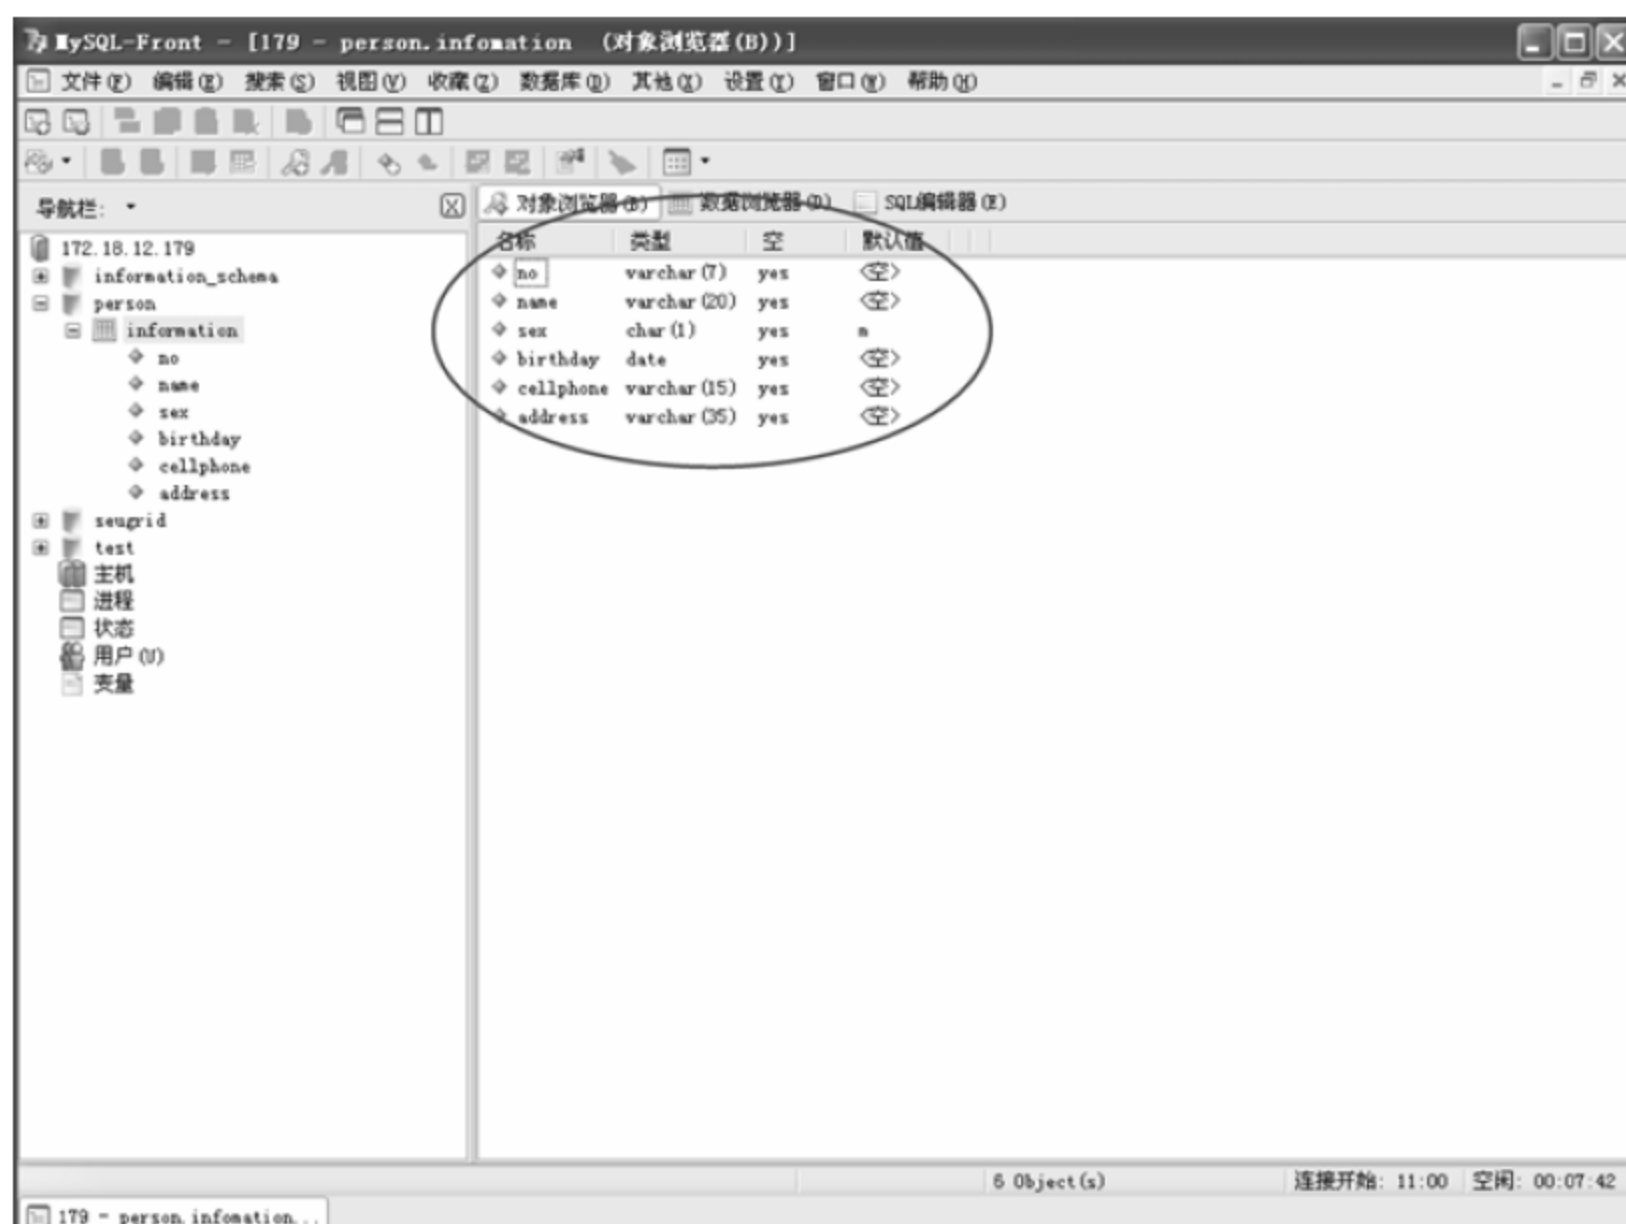 MySQL-Front - [179 - person.infomation (对象浏览器(B))]
文件(F) 编辑(E) 搜索(S) 视图(V) 收藏(Z) 数据库(D) 其他(X) 设置(Y) 窗口(W) 帮助(H)
导航栏:
对象浏览器(B) 数据浏览器(D) SQL编辑器(E)
172.18.12.179
information_schema
person
information
no
name
sex
birthday
cellphone
address
seugrid
test
主机
进程
状态
用户(U)
变量
名称 类型 空 默认值
no varchar(7) yes <空>
name varchar(20) yes <空>
sex char(1) yes m
birthday date yes <空>
cellphone varchar(15) yes <空>
address varchar(35) yes <空>
6 Object(s) 连接开始: 11:00 空闲: 00:07:42
179 - person.infomation...